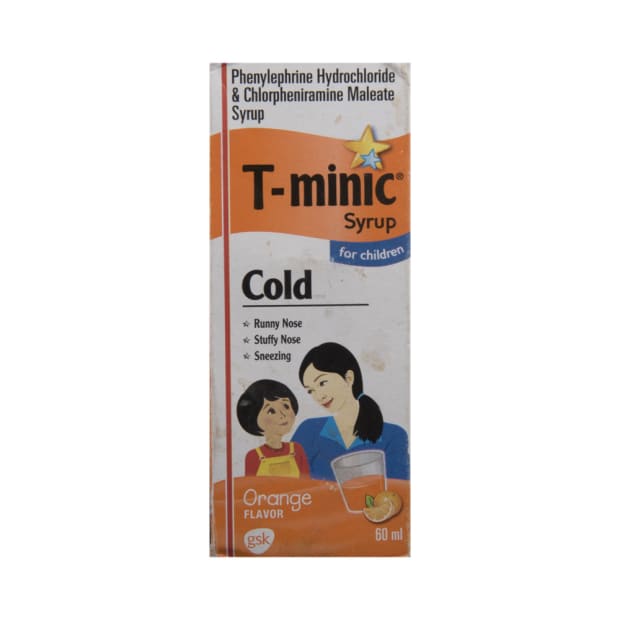 Phenylephrine Hydrochloride
& Chlorpheniramine Maleate
Syrup
T-minic®
Syrup
for children
Cold
Runny Nose
Stuffy Nose
Sneezing
Orange
FLAVOR
gsk
60 ml